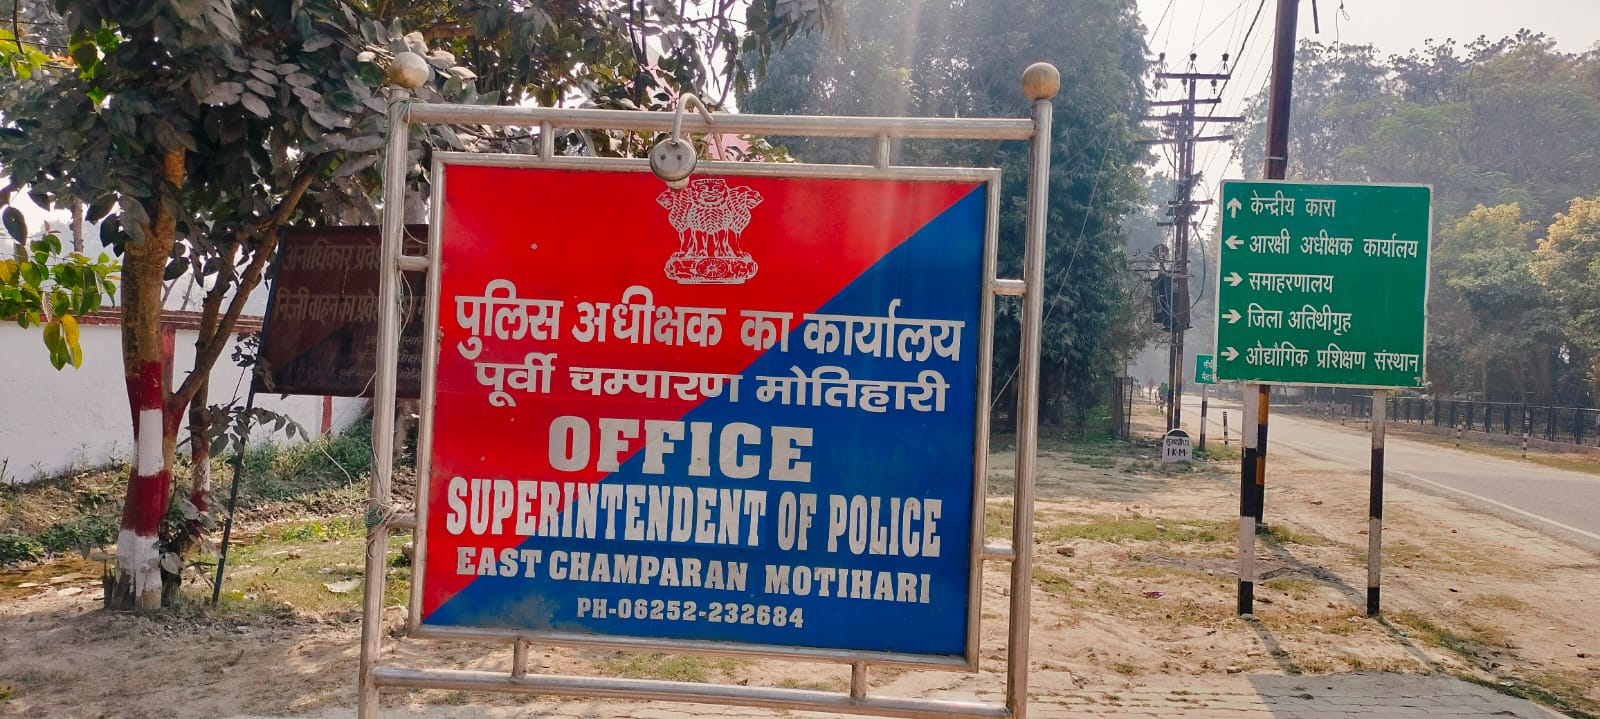 पुलिस अधीक्षक का कार्यालय
पूर्वी चम्पारण मोतिहारी
OFFICE
SUPERINTENDENT OF POLICE
EAST CHAMPARAN MOTIHARI
PH-06252-232684
↑ केन्द्रीय कारा
← आरक्षी अधीक्षक कार्यालय
→ समाहरणालय
→ जिला अतिथीगृह
→ औद्यौगिक प्रशिक्षण संस्थान
1 K.M.